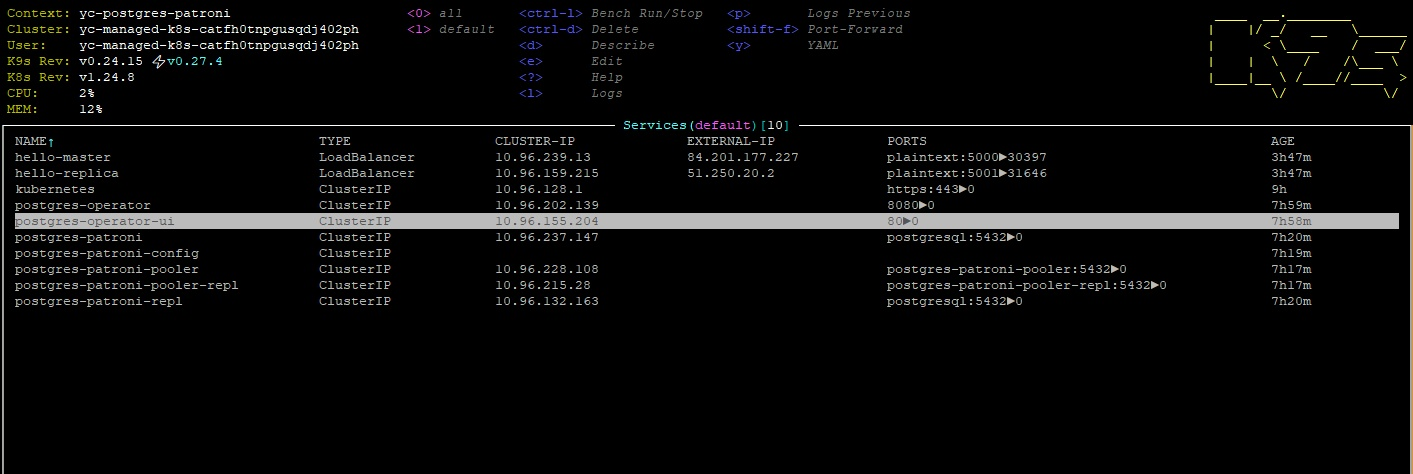 Context: yc-postgres-patroni <0> all <ctrl-l> Bench Run/Stop <p> Logs Previous
Cluster: yc-managed-k8s-catfh0tnpgusqdj402ph <1> default <ctrl-d> Delete <shift-f> Port-Forward
User: yc-managed-k8s-catfh0tnpgusqdj402ph <d> Describe <y> YAML
K9s Rev: v0.24.15 ⚡v0.27.4 <e> Edit
K8s Rev: v1.24.8 <?> Help
CPU: 2% <l> Logs
MEM: 12%
Services(default)[10]
NAME↑ TYPE CLUSTER-IP EXTERNAL-IP PORTS AGE
hello-master LoadBalancer 10.96.239.13 84.201.177.227 plaintext:5000►30397 3h47m
hello-replica LoadBalancer 10.96.159.215 51.250.20.2 plaintext:5001►31646 3h47m
kubernetes ClusterIP 10.96.128.1 https:443►0 9h
postgres-operator ClusterIP 10.96.202.139 8080►0 7h59m
postgres-operator-ui ClusterIP 10.96.155.204 80►0 7h58m
postgres-patroni ClusterIP 10.96.237.147 postgresql:5432►0 7h20m
postgres-patroni-config ClusterIP 7h19m
postgres-patroni-pooler ClusterIP 10.96.228.108 postgres-patroni-pooler:5432►0 7h17m
postgres-patroni-pooler-repl ClusterIP 10.96.215.28 postgres-patroni-pooler-repl:5432►0 7h17m
postgres-patroni-repl ClusterIP 10.96.132.163 postgresql:5432►0 7h20m